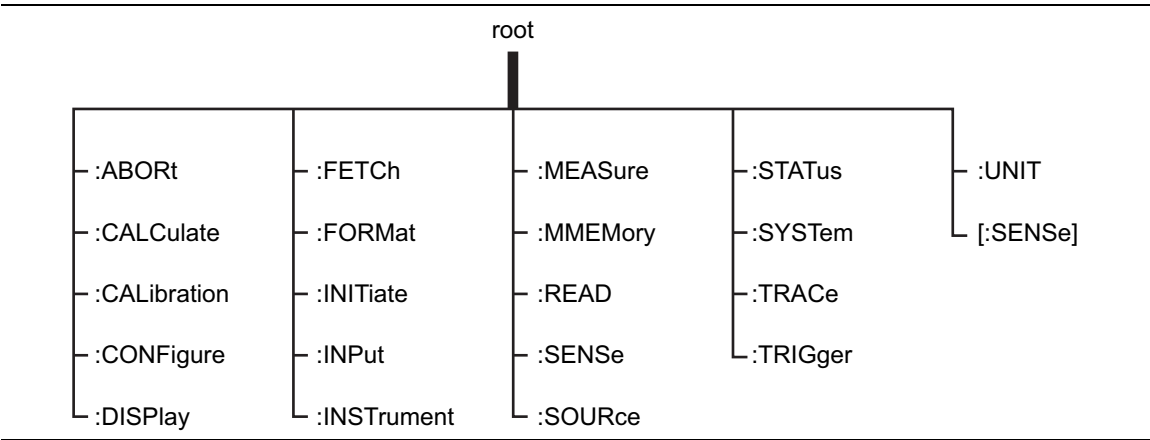 root
:ABORt
:CALCulate
:CALibration
:CONFigure
:DISPlay
:FETCh
:FORMat
:INITiate
:INPut
:INSTrument
:MEASure
:MMEMory
:READ
:SENSe
:SOURce
:STATus
:SYSTem
:TRACe
:TRIGger
:UNIT
[:SENSe]